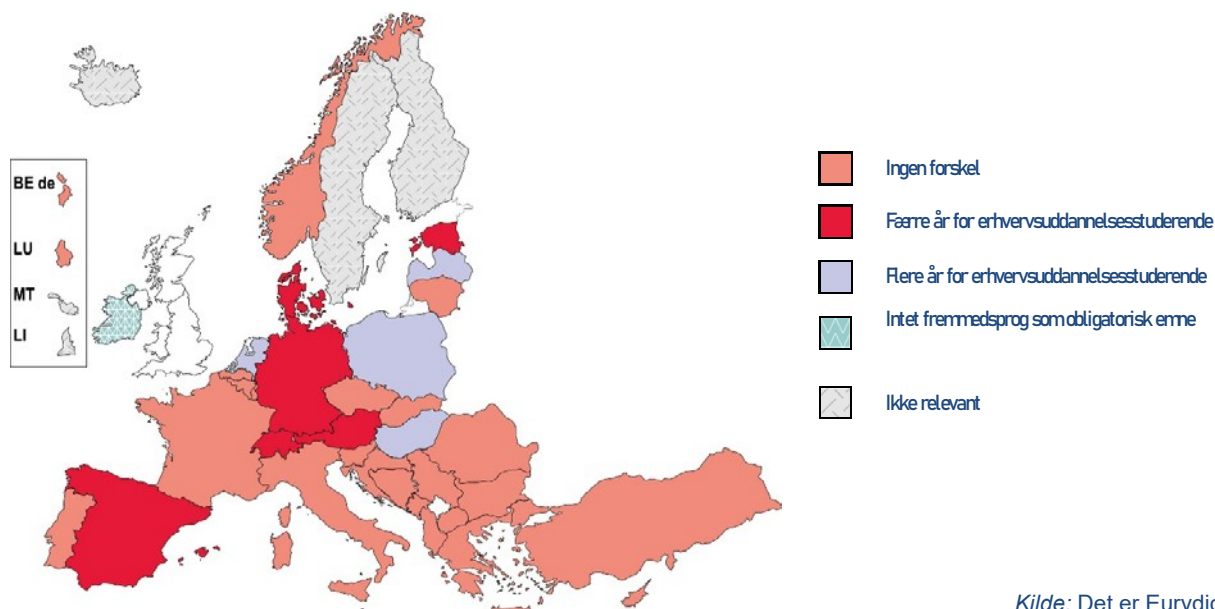 BE de
LU
MT
LI
Ingen forskel
Færre år for erhvervsuddannelsesstuderende
Flere år for erhvervsuddannelsesstuderende
Intet fremmedsprog som obligatorisk emne
Ikke relevant
Kilde: Det er Eurydic